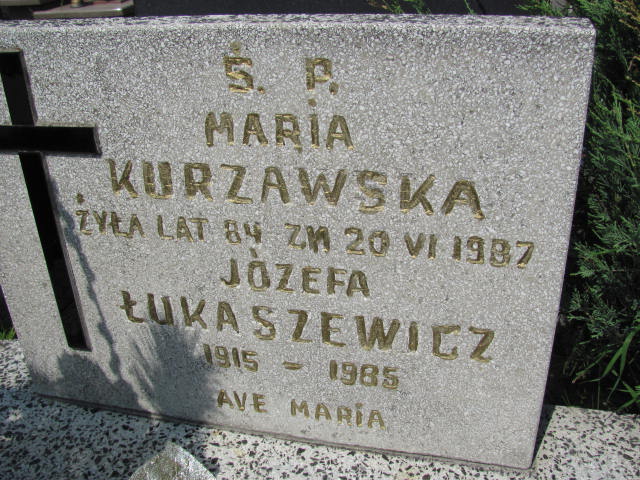 Ś. P.
MARIA
KURZAWSKA
ŻYŁA LAT 84 ZM 20 VI 1987
JÓZEFA
ŁUKASZEWICZ
1915 - 1985
AVE MARIA